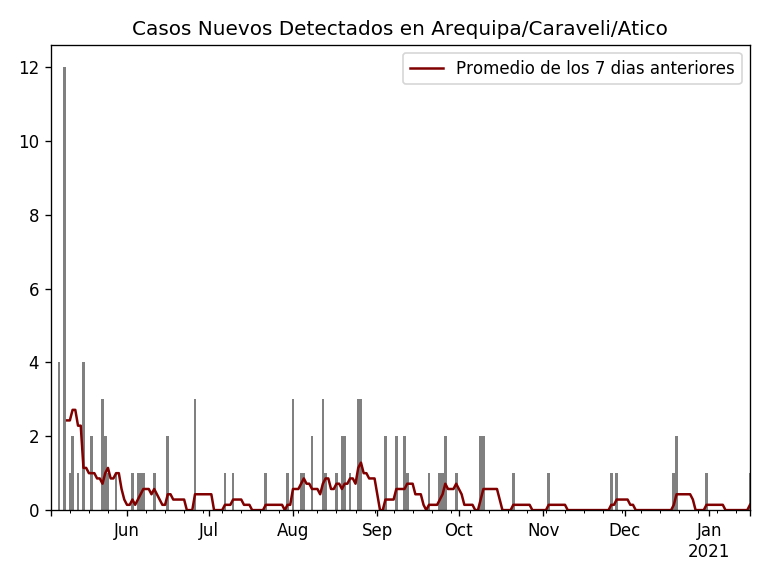 Casos Nuevos Detectados en Arequipa/Caraveli/Atico
Promedio de los 7 dias anteriores
12
10
8
6
4
2
0
Jun Jul Aug Sep Oct Nov Dec Jan
2021